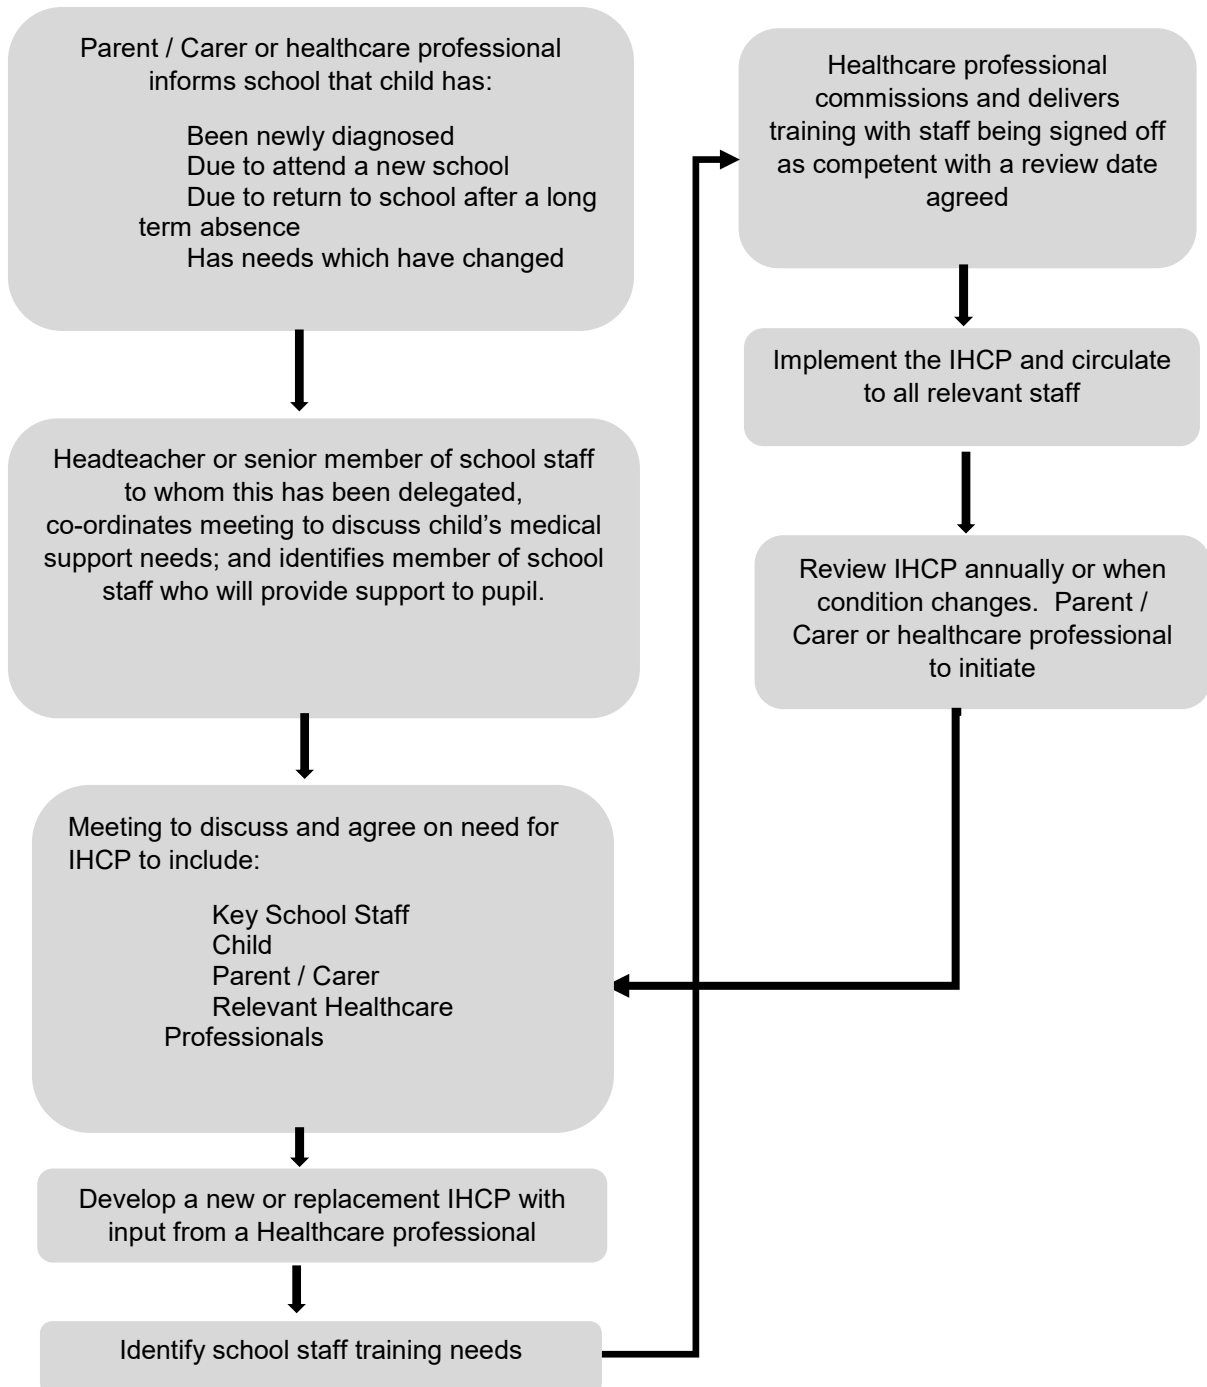 Parent / Carer or healthcare professional
informs school that child has:
Been newly diagnosed
Due to attend a new school
Due to return to school after a long
term absence
Has needs which have changed
Headteacher or senior member of school staff
to whom this has been delegated,
co-ordinates meeting to discuss child’s medical
support needs; and identifies member of school
staff who will provide support to pupil.
Meeting to discuss and agree on need for
IHCP to include:
Key School Staff
Child
Parent / Carer
Relevant Healthcare
Professionals
Develop a new or replacement IHCP with
input from a Healthcare professional
Identify school staff training needs
Healthcare professional
commissions and delivers
training with staff being signed off
as competent with a review date
agreed
Implement the IHCP and circulate
to all relevant staff
Review IHCP annually or when
condition changes.  Parent /
Carer or healthcare professional
to initiate